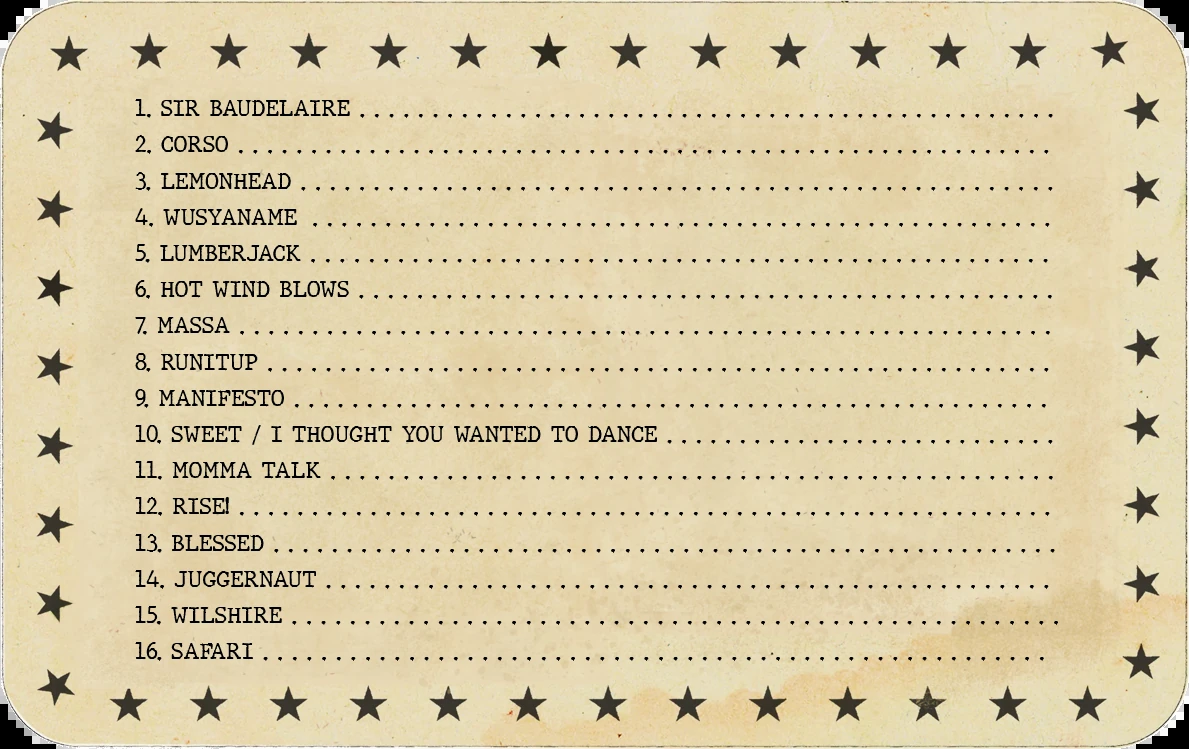 1. SIR BAUDELAIRE
2. CORSO
3. LEMONHEAD
4. WUSYANAME
5. LUMBERJACK
6. HOT WIND BLOWS
7. MASSA
8. RUNITUP
9. MANIFESTO
10. SWEET / I THOUGHT YOU WANTED TO DANCE
11. MOMMA TALK
12. RISE!
13. BLESSED
14. JUGGERNAUT
15. WILSHIRE
16. SAFARI